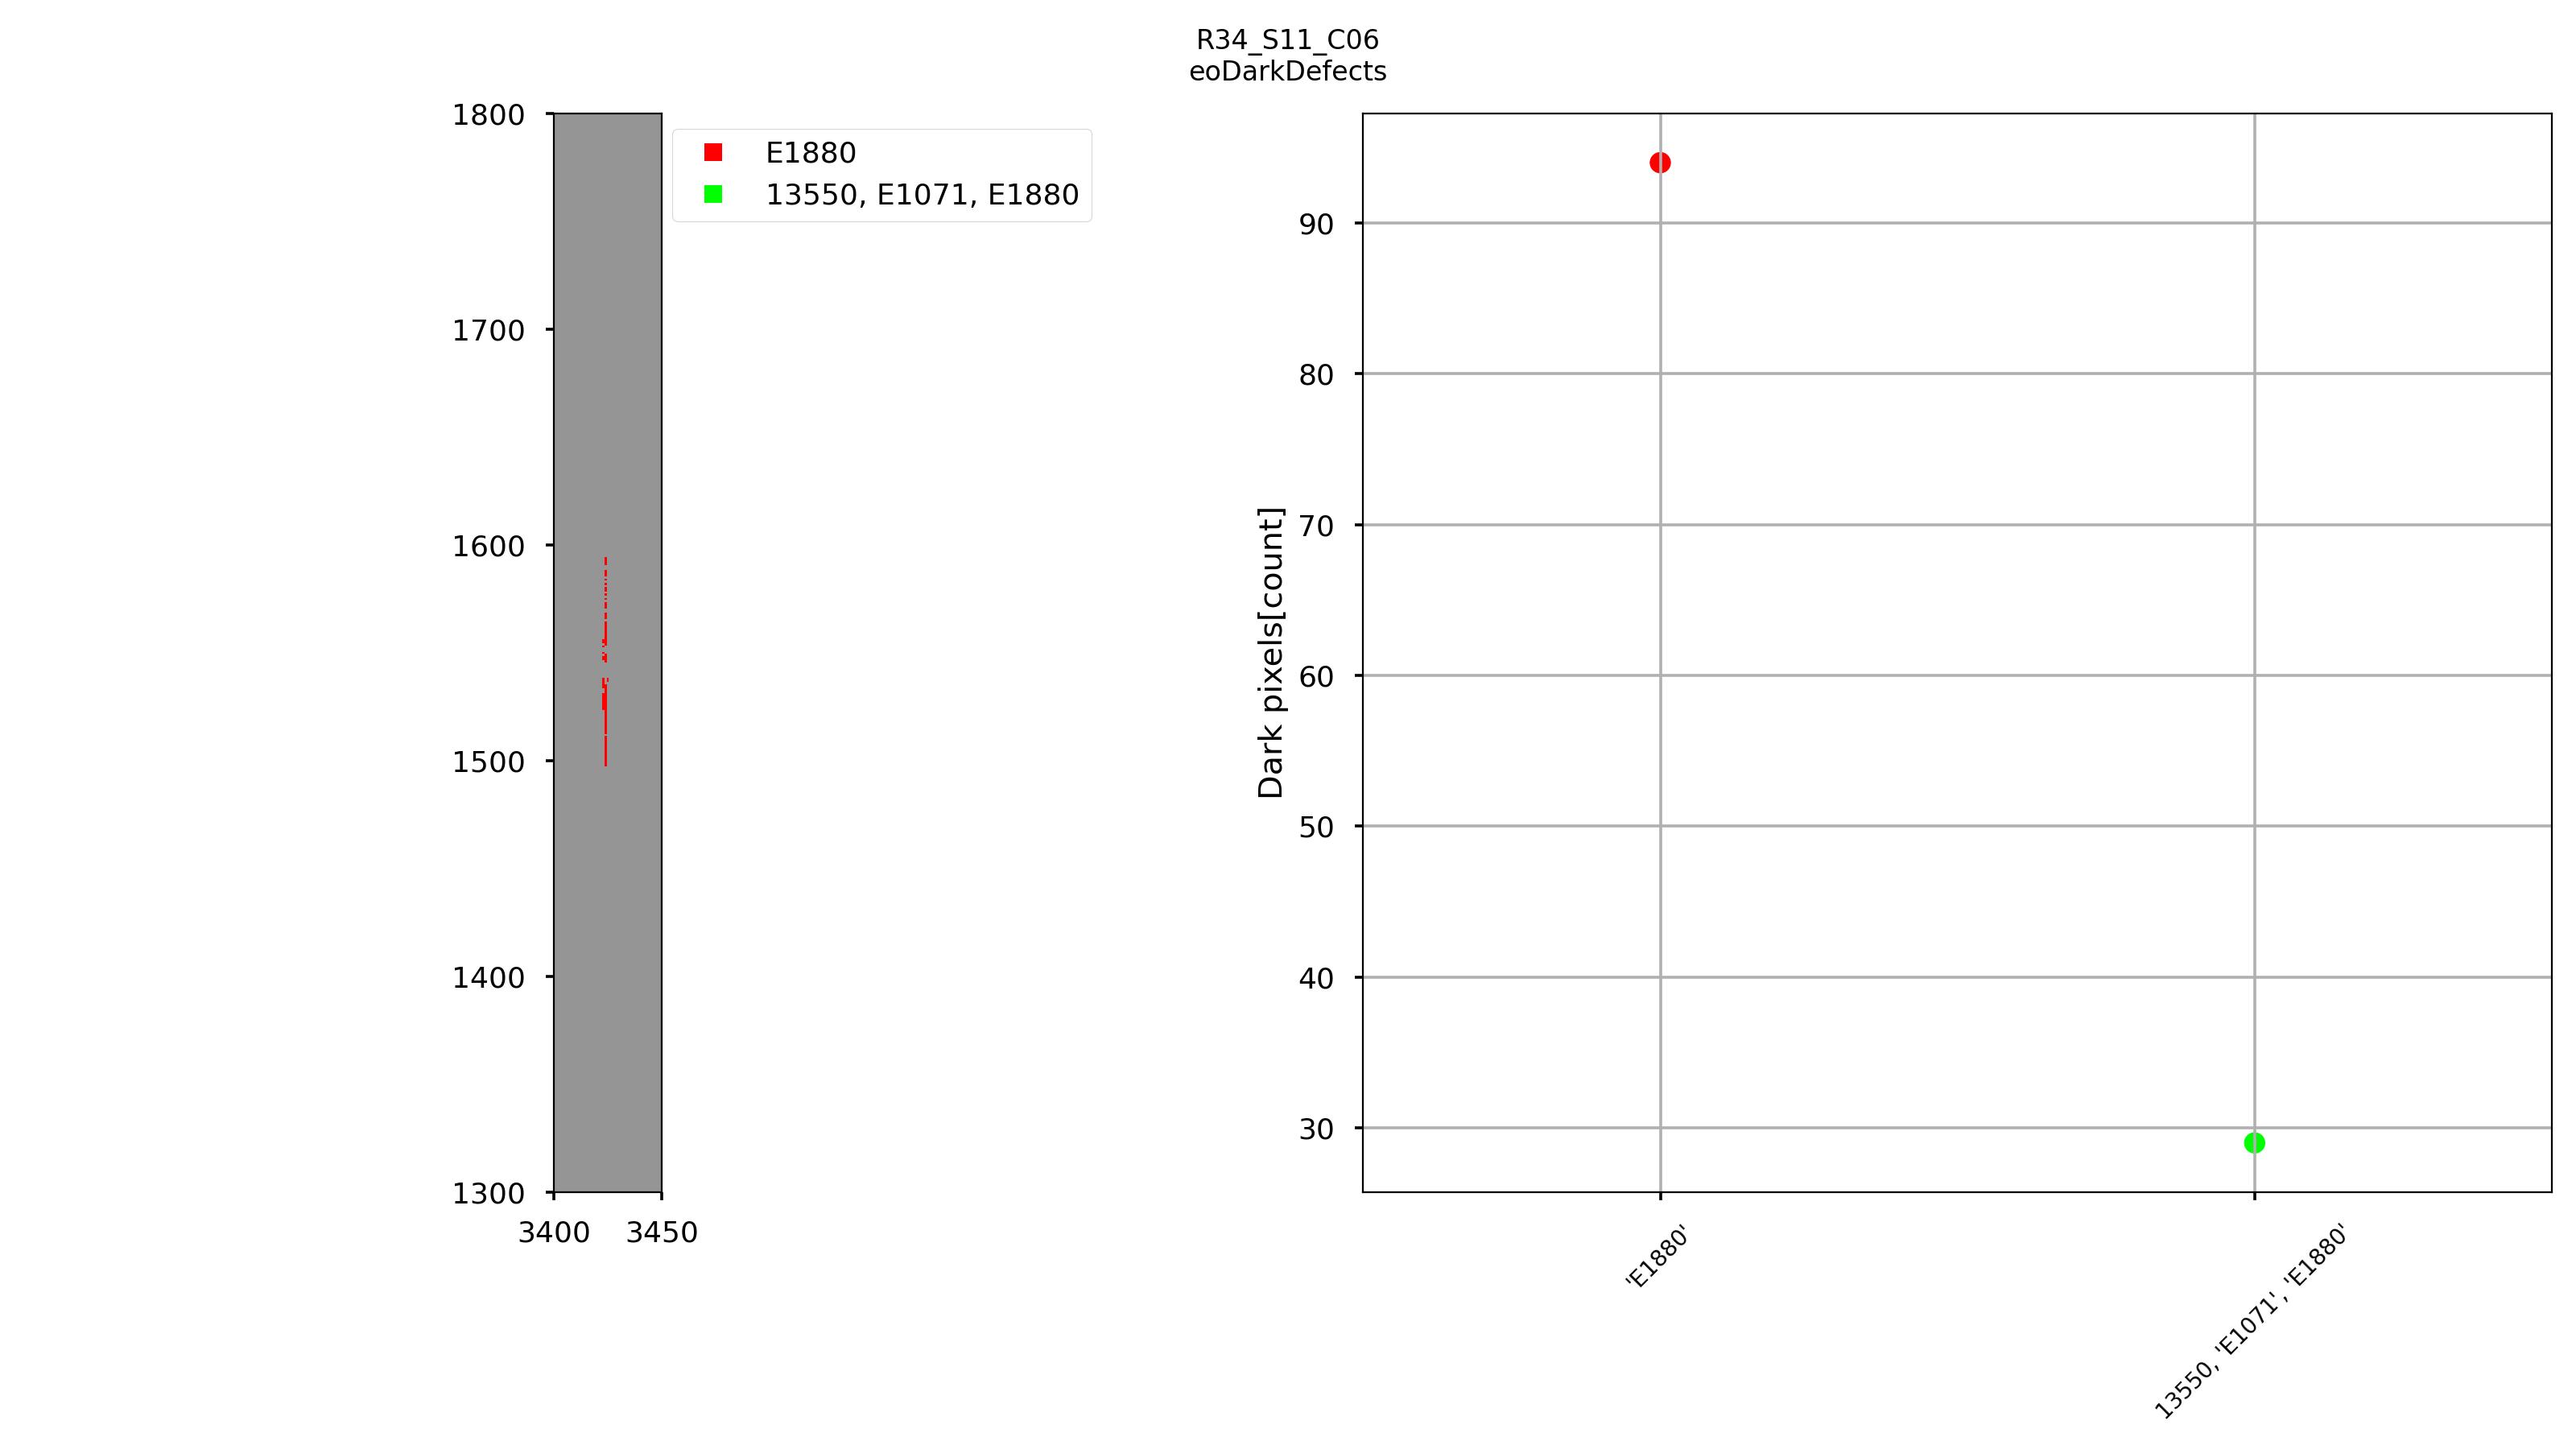 R34_S11_C06
eoDarkDefects
1800
1700
1600
1500
1400
1300
3400 3450
E1880
13550, E1071, E1880
Dark pixels[count]
90
80
70
60
50
40
30
'E1880'
13550, 'E1071', 'E1880'